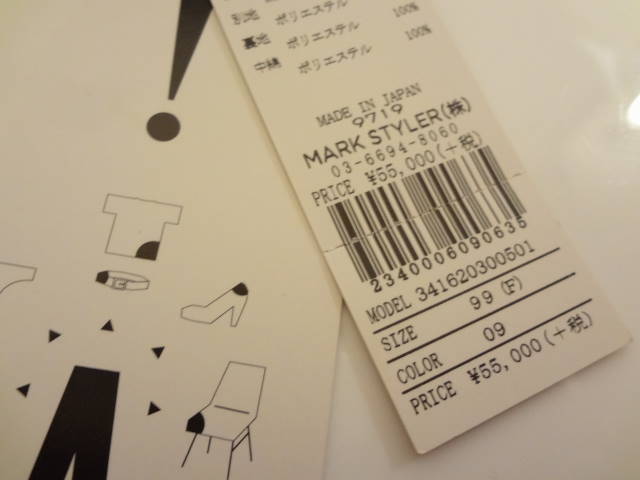 別地 ポリエステル 100%
裏地 ポリエステル 100%
中綿 ポリエステル
MADE IN JAPAN
9719
MARK STYLER(株)
03-6694-8060
PRICE ¥55,000(+税)
2340006090635
MODEL 341620300501
SIZE 99(F)
COLOR 09
PRICE ¥55,000(+税)